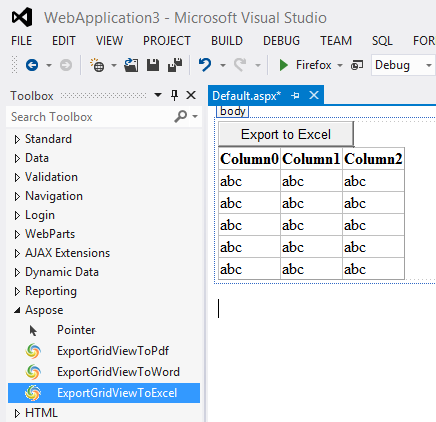 WebApplication3 - Microsoft Visual Studio
FILE EDIT VIEW PROJECT BUILD DEBUG TEAM SQL FOR
Firefox Debug
Toolbox
Search Toolbox
Standard
Data
Validation
Navigation
Login
WebParts
AJAX Extensions
Dynamic Data
Reporting
Aspose
Pointer
ExportGridViewToPdf
ExportGridViewToWord
ExportGridViewToExcel
HTML
Default.aspx*
body
Export to Excel
Column0 Column1 Column2
abc abc abc
abc abc abc
abc abc abc
abc abc abc
abc abc abc